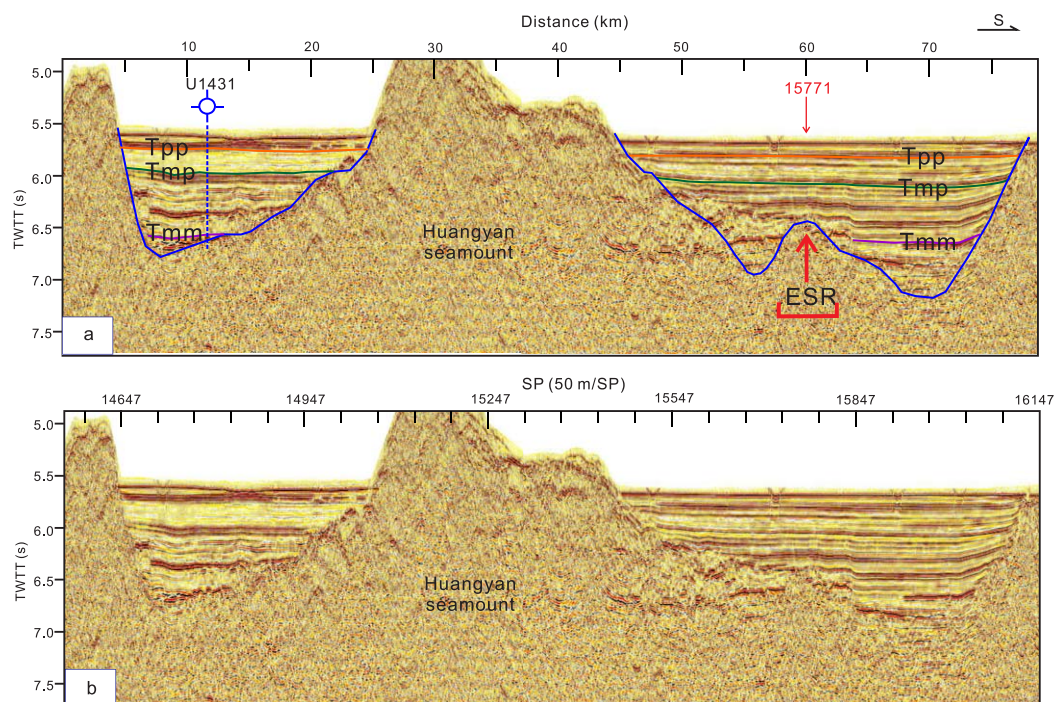 Distance (km)
S
10 20 30 40 50 60 70
U1431
15771
5.0
5.5
6.0
6.5
7.0
7.5
TWTT (s)
Tpp
Tmp
Tmm
Tpp
Tmp
Tmm
Huangyan
seamount
ESR
a
SP (50 m/SP)
14647 14947 15247 15547 15847 16147
5.0
5.5
6.0
6.5
7.0
7.5
TWTT (s)
Huangyan
seamount
b